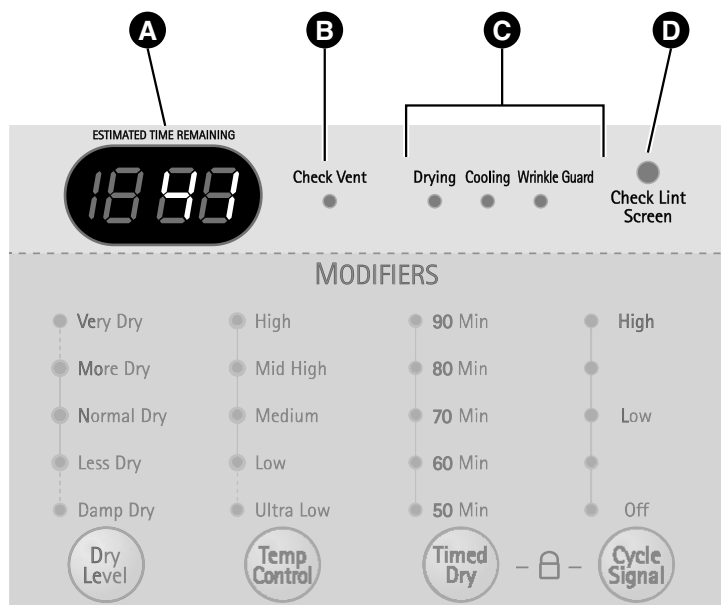 A B C D
ESTIMATED TIME REMAINING
41
Check Vent
Drying Cooling Wrinkle Guard
Check Lint
Screen
MODIFIERS
Very Dry High 90 Min High
More Dry Mid High 80 Min
Normal Dry Medium 70 Min Low
Less Dry Low 60 Min
Damp Dry Ultra Low 50 Min Off
Dry
Level
Temp
Control
Timed
Dry
Cycle
Signal